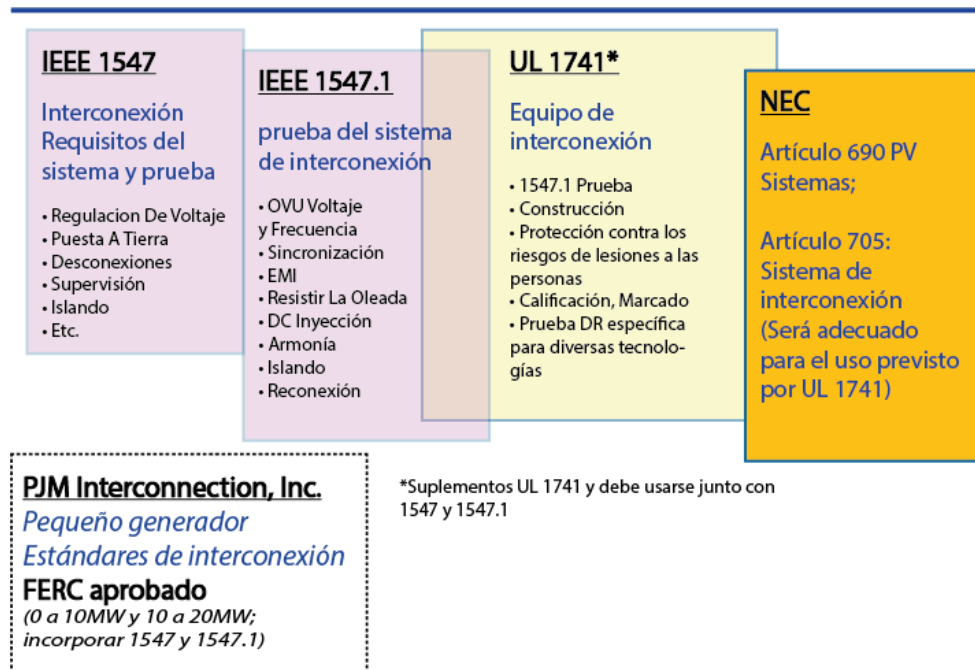 IEEE 1547
Interconexión
Requisitos del
sistema y prueba
• Regulacion De Voltaje
• Puesta A Tierra
• Desconexiones
• Supervisión
• Islando
• Etc.
IEEE 1547.1
prueba del sistema
de interconexión
• OVU Voltaje
y Frecuencia
• Sincronización
• EMI
• Resistir La Oleada
• DC Inyección
• Armonía
• Islando
• Reconexión
UL 1741*
Equipo de
interconexión
• 1547.1 Prueba
• Construcción
• Protección contra los
riesgos de lesiones a las
personas
• Calificación, Marcado
• Prueba DR específica
para diversas tecnolo-
gías
NEC
Artículo 690 PV
Sistemas;
Artículo 705:
Sistema de
interconexión
(Será adecuado
para el uso previsto
por UL 1741)
PJM Interconnection, Inc.
Pequeño generador
Estándares de interconexión
FERC aprobado
(0 a 10MW y 10 a 20MW;
incorporar 1547 y 1547.1)
*Suplementos UL 1741 y debe usarse junto con
1547 y 1547.1